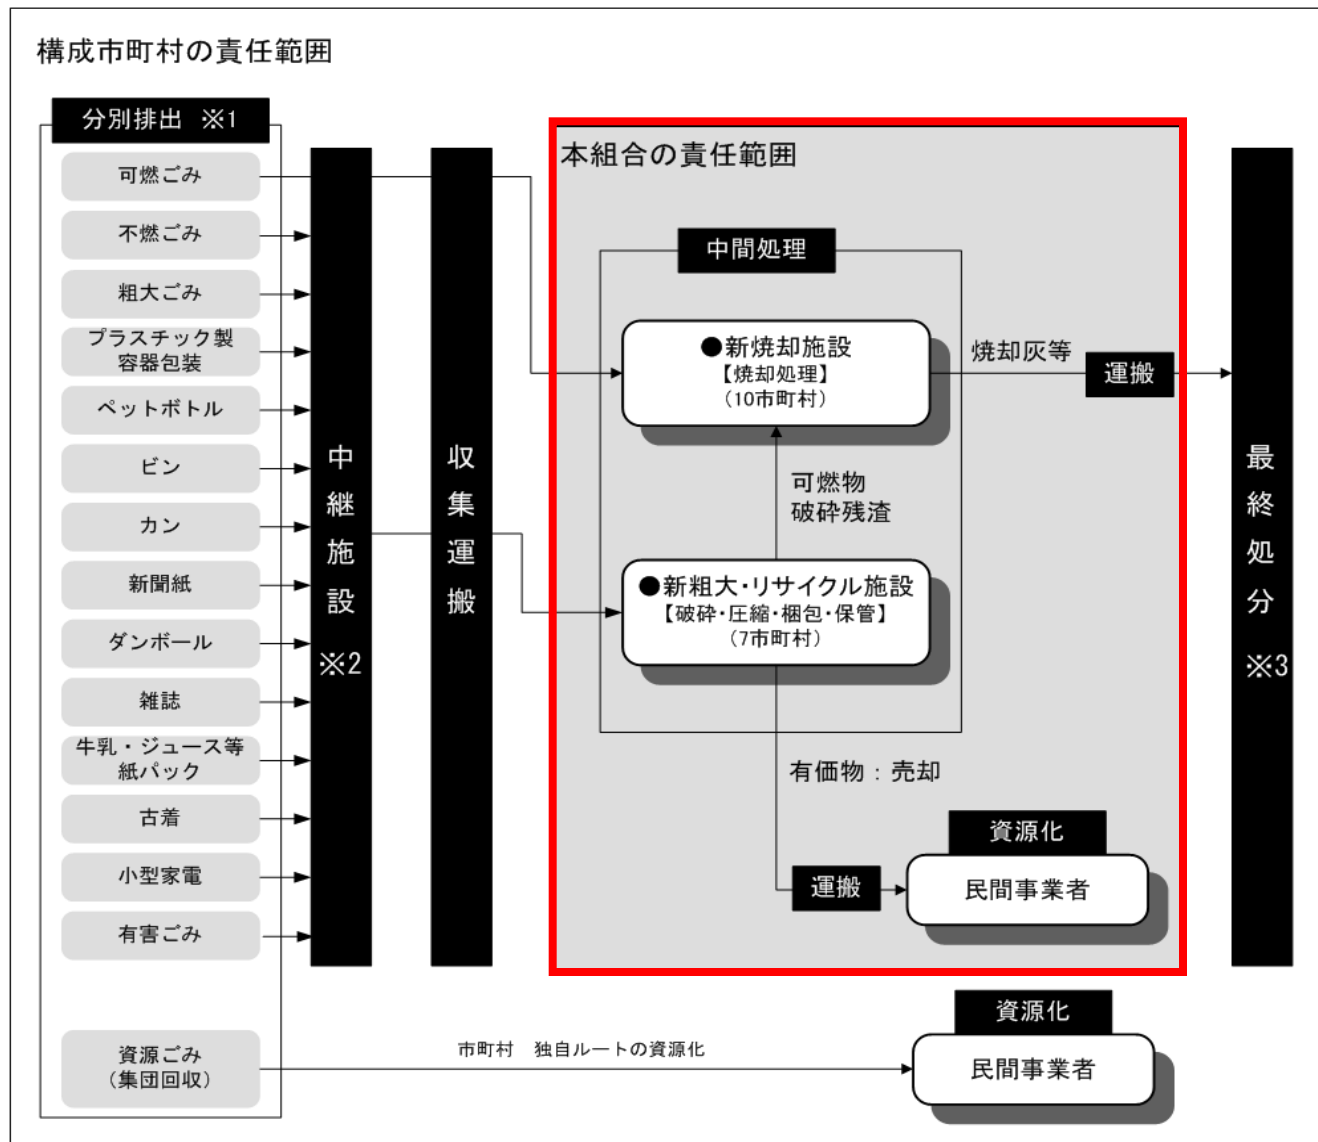 構成市町村の責任範囲
分別排出 ※1
可燃ごみ
不燃ごみ
粗大ごみ
プラスチック製
容器包装
ペットボトル
ビン
カン
新聞紙
ダンボール
雑誌
牛乳・ジュース等
紙パック
古着
小型家電
有害ごみ
資源ごみ
(集団回収)
中継施設 ※2
収集運搬
本組合の責任範囲
中間処理
●新焼却施設
【焼却処理】
(10市町村)
焼却灰等
運搬
可燃物
破砕残渣
●新粗大・リサイクル施設
【破砕・圧縮・梱包・保管】
(7市町村)
有価物：売却
運搬
資源化
民間事業者
最終処分 ※3
市町村　独自ルートの資源化
資源化
民間事業者